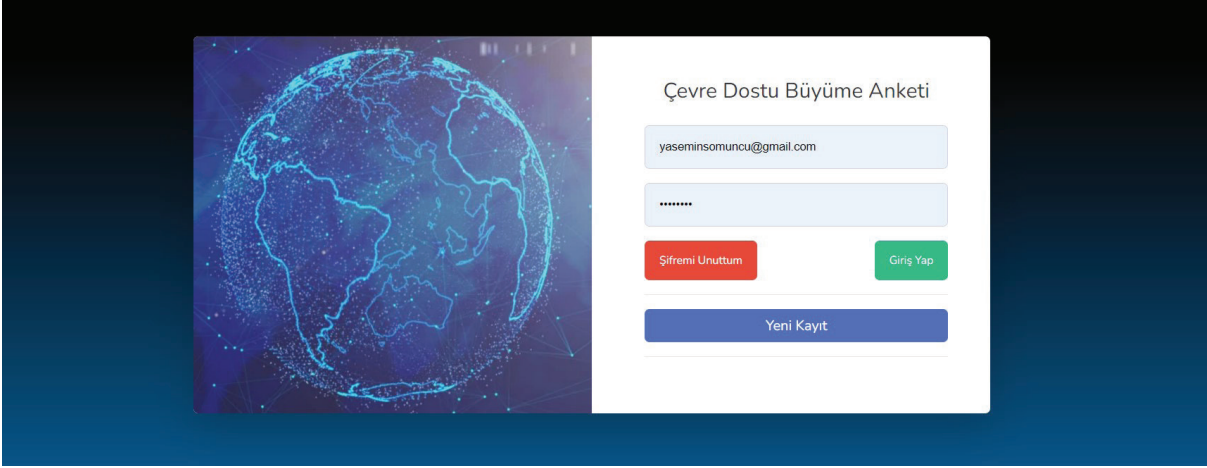 Çevre Dostu Büyüme Anketi
yaseminsomuncu@gmail.com
••••••••
Şifremi Unuttum
Giriş Yap
Yeni Kayıt